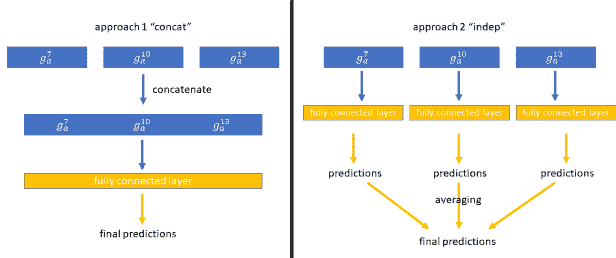 approach 1 “concat”
g_a^7 g_a^10 g_a^13
concatenate
g_a^7 g_a^10 g_a^13
fully connected layer
final predictions
approach 2 “indep”
g_a^7 g_a^10 g_a^13
fully connected layer fully connected layer fully connected layer
predictions predictions predictions
averaging
final predictions